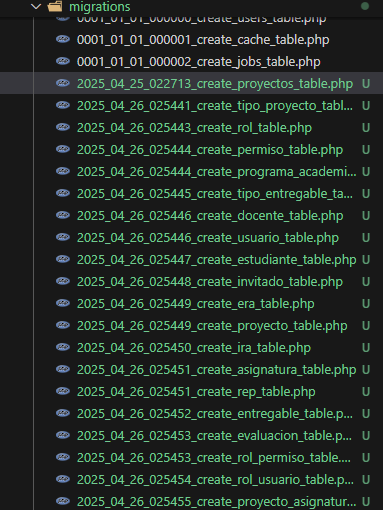 migrations
0001_01_01_000000_create_users_table.php
0001_01_01_000001_create_cache_table.php
0001_01_01_000002_create_jobs_table.php
2025_04_25_022713_create_proyectos_table.php U
2025_04_26_025441_create_tipo_proyecto_tabl... U
2025_04_26_025443_create_rol_table.php U
2025_04_26_025444_create_permiso_table.php U
2025_04_26_025444_create_programa_academi... U
2025_04_26_025445_create_tipo_entregable_ta... U
2025_04_26_025446_create_docente_table.php U
2025_04_26_025446_create_usuario_table.php U
2025_04_26_025447_create_estudiante_table.php U
2025_04_26_025448_create_invitado_table.php U
2025_04_26_025449_create_era_table.php U
2025_04_26_025449_create_proyecto_table.php U
2025_04_26_025450_create_ira_table.php U
2025_04_26_025451_create_asignatura_table.php U
2025_04_26_025451_create_rep_table.php U
2025_04_26_025452_create_entregable_table.p... U
2025_04_26_025453_create_evaluacion_table.p... U
2025_04_26_025453_create_rol_permiso_table.... U
2025_04_26_025454_create_rol_usuario_table.p... U
2025_04_26_025455_create_proyecto_asignatur... U